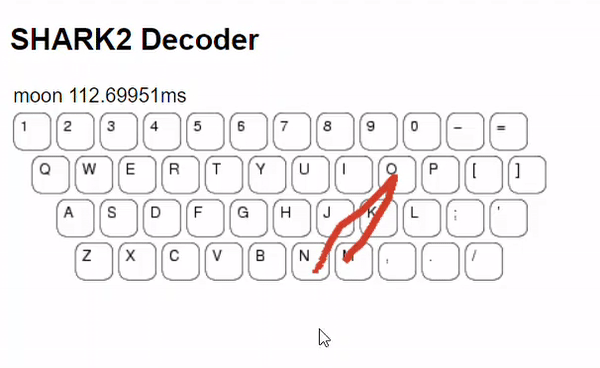 SHARK2 Decoder
moon 112.69951ms
1 2 3 4 5 6 7 8 9 0 - =
Q W E R T Y U I O P [ ]
A S D F G H J K L ; '
Z X C V B N M , . /